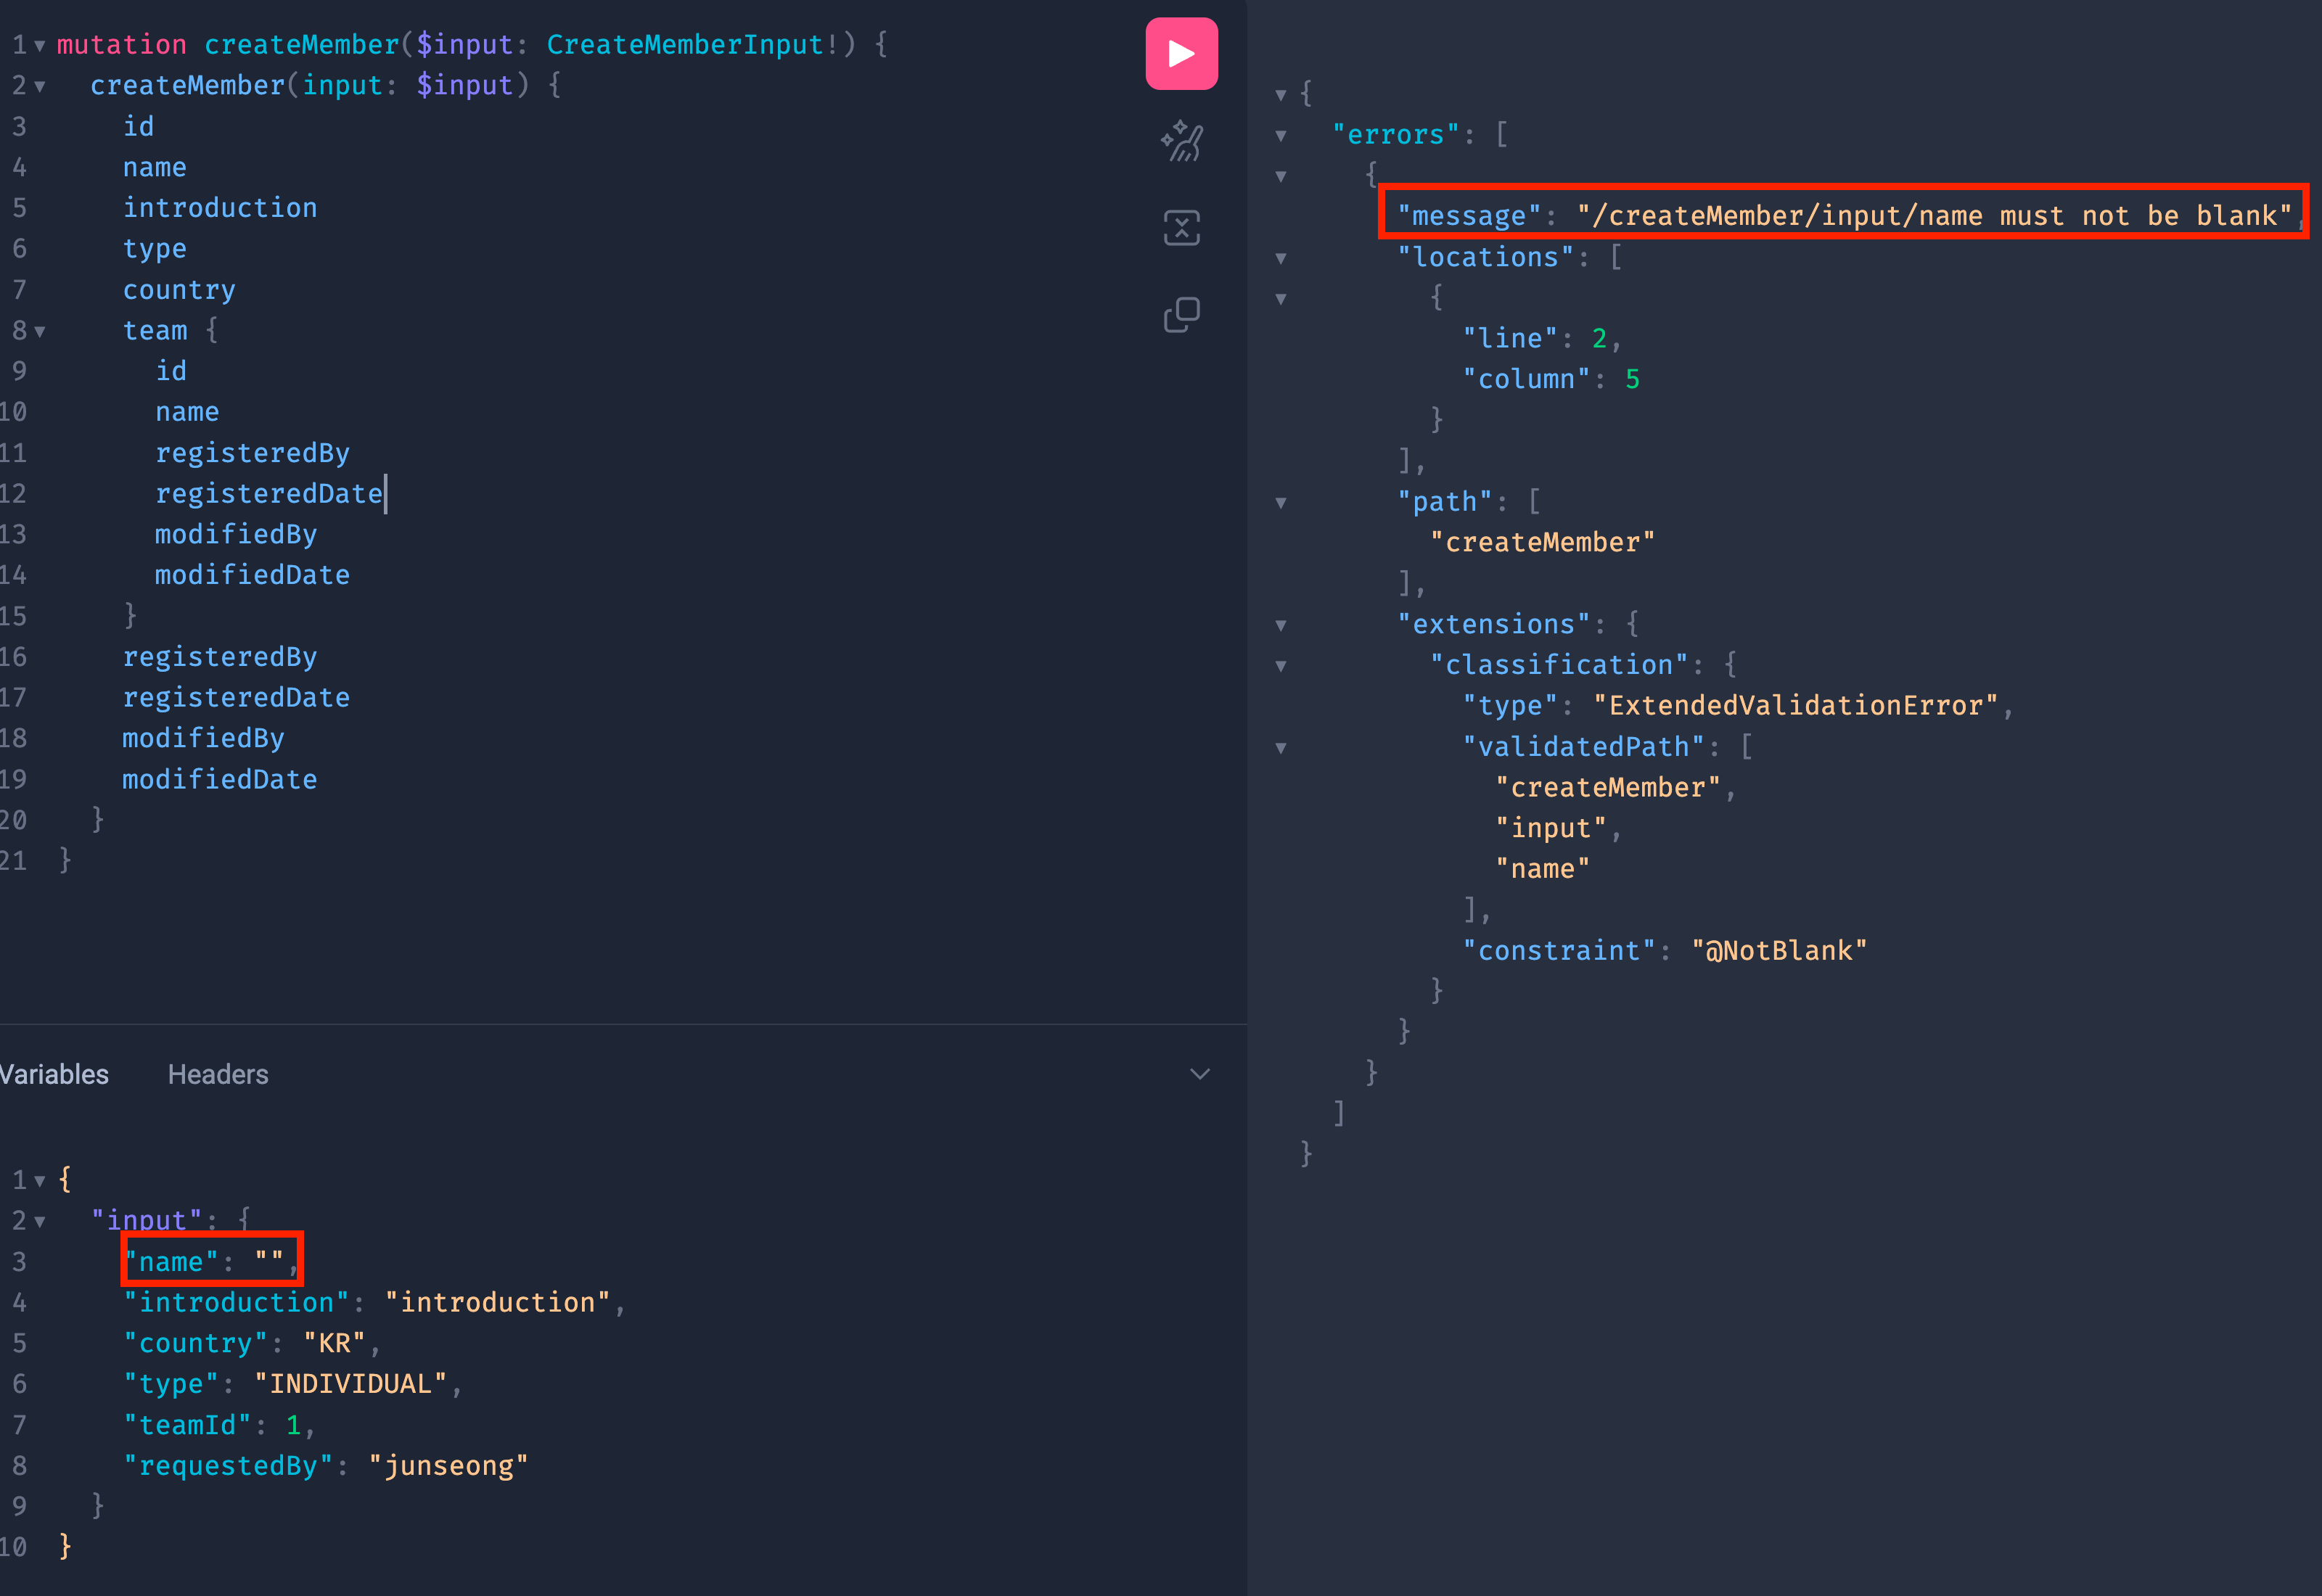 1 mutation createMember($input: CreateMemberInput!) {
2 createMember(input: $input) {
3 id
4 name
5 introduction
6 type
7 country
8 team {
9 id
10 name
11 registeredBy
12 registeredDate
13 modifiedBy
14 modifiedDate
15 }
16 registeredBy
17 registeredDate
18 modifiedBy
19 modifiedDate
20 }
21 }
Variables Headers
1 {
2 "input": {
3 "name": "",
4 "introduction": "introduction",
5 "country": "KR",
6 "type": "INDIVIDUAL",
7 "teamId": 1,
8 "requestedBy": "junseong"
9 }
10 }
{
"errors": [
{
"message": "/createMember/input/name must not be blank",
"locations": [
{
"line": 2,
"column": 5
}
],
"path": [
"createMember"
],
"extensions": {
"classification": {
"type": "ExtendedValidationError",
"validatedPath": [
"createMember",
"input",
"name"
],
"constraint": "@NotBlank"
}
}
}
]
}